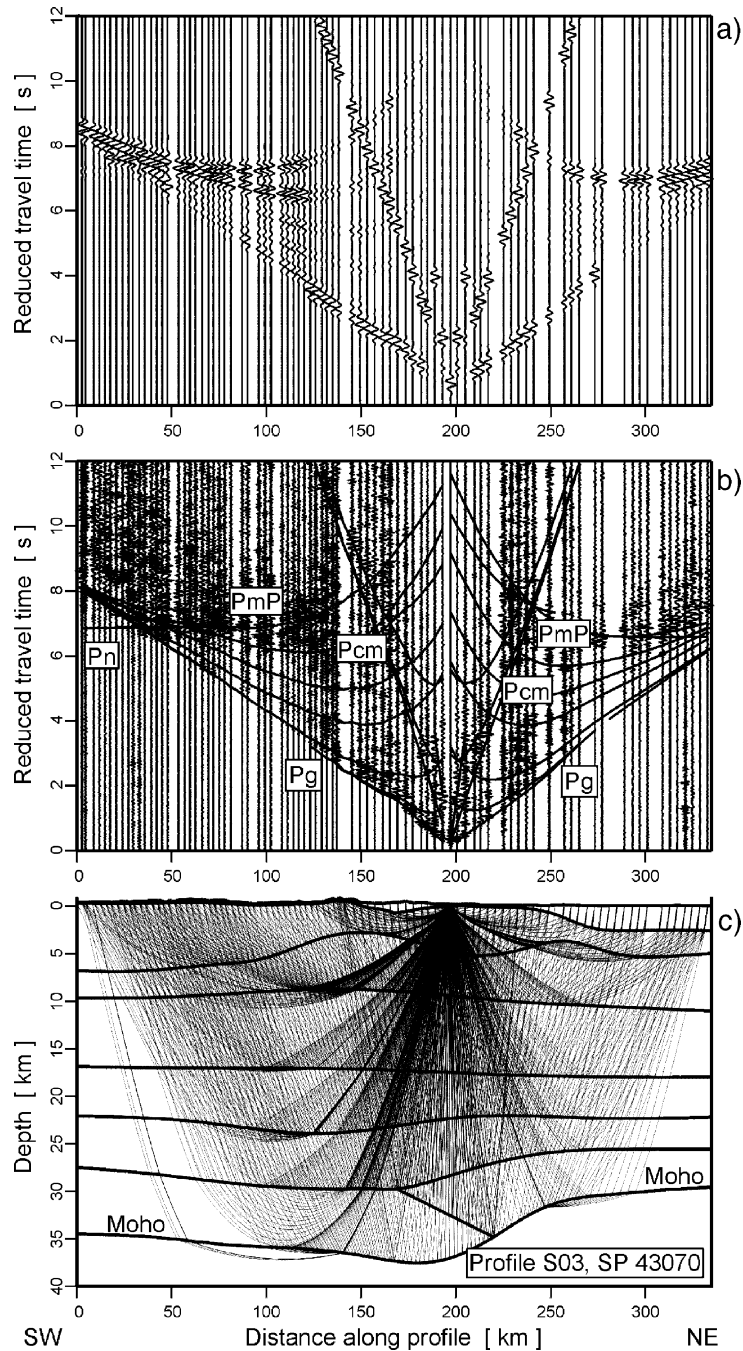 a)
Reduced travel time [ s ]
12
10
8
6
4
2
0
0 50 100 150 200 250 300
b)
Reduced travel time [ s ]
12
10
8
6
4
2
0
PmP
Pn
Pcm
Pg
PmP
Pcm
Pg
0 50 100 150 200 250 300
c)
Depth [ km ]
0
5
10
15
20
25
30
35
40
Moho
Moho
Profile S03, SP 43070
0 50 100 150 200 250 300
SW Distance along profile [ km ] NE